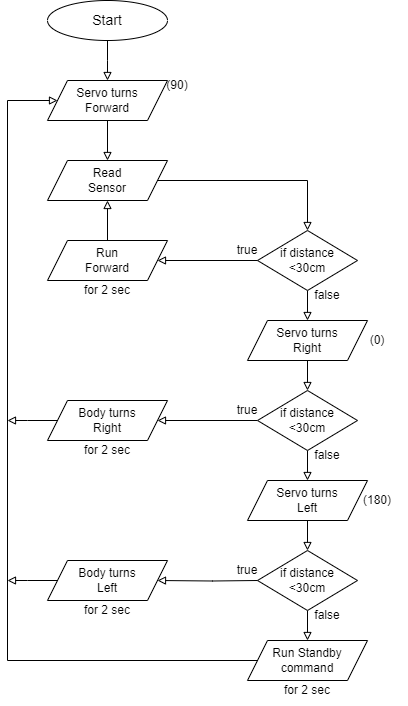 Start
Servo turns
Forward
(90)
Read
Sensor
Run
Forward
for 2 sec
true
if distance
<30cm
false
Servo turns
Right
(0)
Body turns
Right
for 2 sec
true
if distance
<30cm
false
Servo turns
Left
(180)
Body turns
Left
for 2 sec
true
if distance
<30cm
false
Run Standby
command
for 2 sec